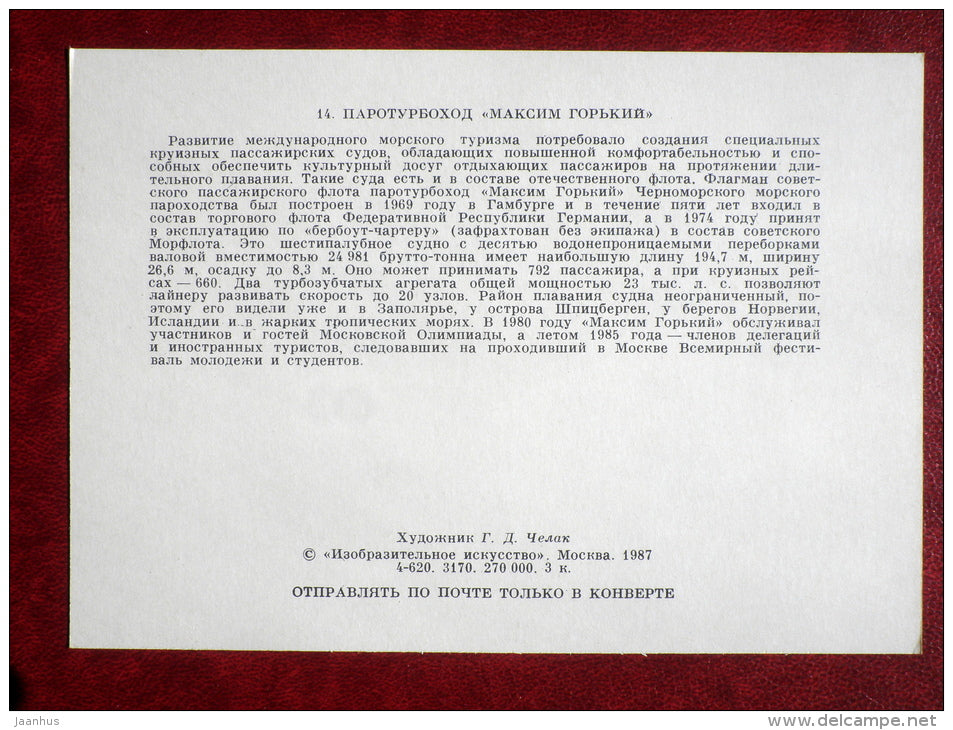 14. ПАРОТУРБОХОД «МАКСИМ ГОРЬКИЙ»
Развитие международного морского туризма потребовало создания специальных
круизных пассажирских судов, обладающих повышенной комфортабельностью и спо-
собных обеспечить культурный досуг отдыхающих пассажиров на протяжении дли-
тельного плавания. Такие суда есть и в составе отечественного флота. Флагман совет-
ского пассажирского флота паротурбоход «Максим Горький» Черноморского морского
пароходства был построен в 1969 году в Гамбурге и в течение пяти лет входил в
состав торгового флота Федеративной Республики Германии, а в 1974 году принят
в эксплуатацию по «бербоут-чартеру» (зафрахтован без экипажа) в состав советского
Морфлота. Это шестипалубное судно с десятью водонепроницаемыми переборками
валовой вместимостью 24 981 брутто-тонна имеет наибольшую длину 194,7 м, ширину
26,6 м, осадку до 8,3 м. Оно может принимать 792 пассажира, а при круизных рей-
сах — 660. Два турбозубчатых агрегата общей мощностью 23 тыс. л. с. позволяют
лайнеру развивать скорость до 20 узлов. Район плавания судна неограниченный, по-
этому его видели уже и в Заполярье, у острова Шпицберген, у берегов Норвегии,
Исландии и в жарких тропических морях. В 1980 году «Максим Горький» обслуживал
участников и гостей Московской Олимпиады, а летом 1985 года — членов делегаций
и иностранных туристов, следовавших на проходивший в Москве Всемирный фести-
валь молодежи и студентов.
Художник Г. Д. Челак
© «Изобразительное искусство». Москва. 1987
4-620. 3170. 270 000. 3 к.
ОТПРАВЛЯТЬ ПО ПОЧТЕ ТОЛЬКО В КОНВЕРТЕ
jaanhus
delcampe.net